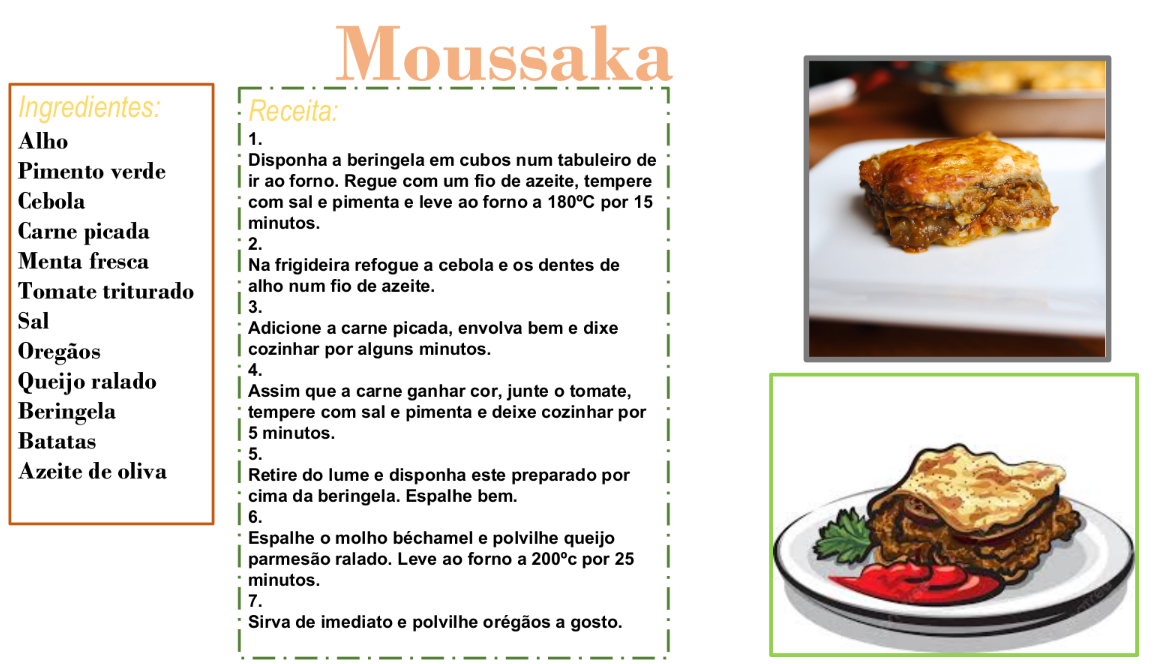 Moussaka
Ingredientes:
Alho
Pimento verde
Cebola
Carne picada
Menta fresca
Tomate triturado
Sal
Oregãos
Queijo ralado
Beringela
Batatas
Azeite de oliva
Receita:
1.
Disponha a beringela em cubos num tabuleiro de
ir ao forno. Regue com um fio de azeite, tempere
com sal e pimenta e leve ao forno a 180ºC por 15
minutos.
2.
Na frigideira refogue a cebola e os dentes de
alho num fio de azeite.
3.
Adicione a carne picada, envolva bem e dixe
cozinhar por alguns minutos.
4.
Assim que a carne ganhar cor, junte o tomate,
tempere com sal e pimenta e deixe cozinhar por
5 minutos.
5.
Retire do lume e disponha este preparado por
cima da beringela. Espalhe bem.
6.
Espalhe o molho béchamel e polvilhe queijo
parmesão ralado. Leve ao forno a 200ºc por 25
minutos.
7.
Sirva de imediato e polvilhe orégãos a gosto.